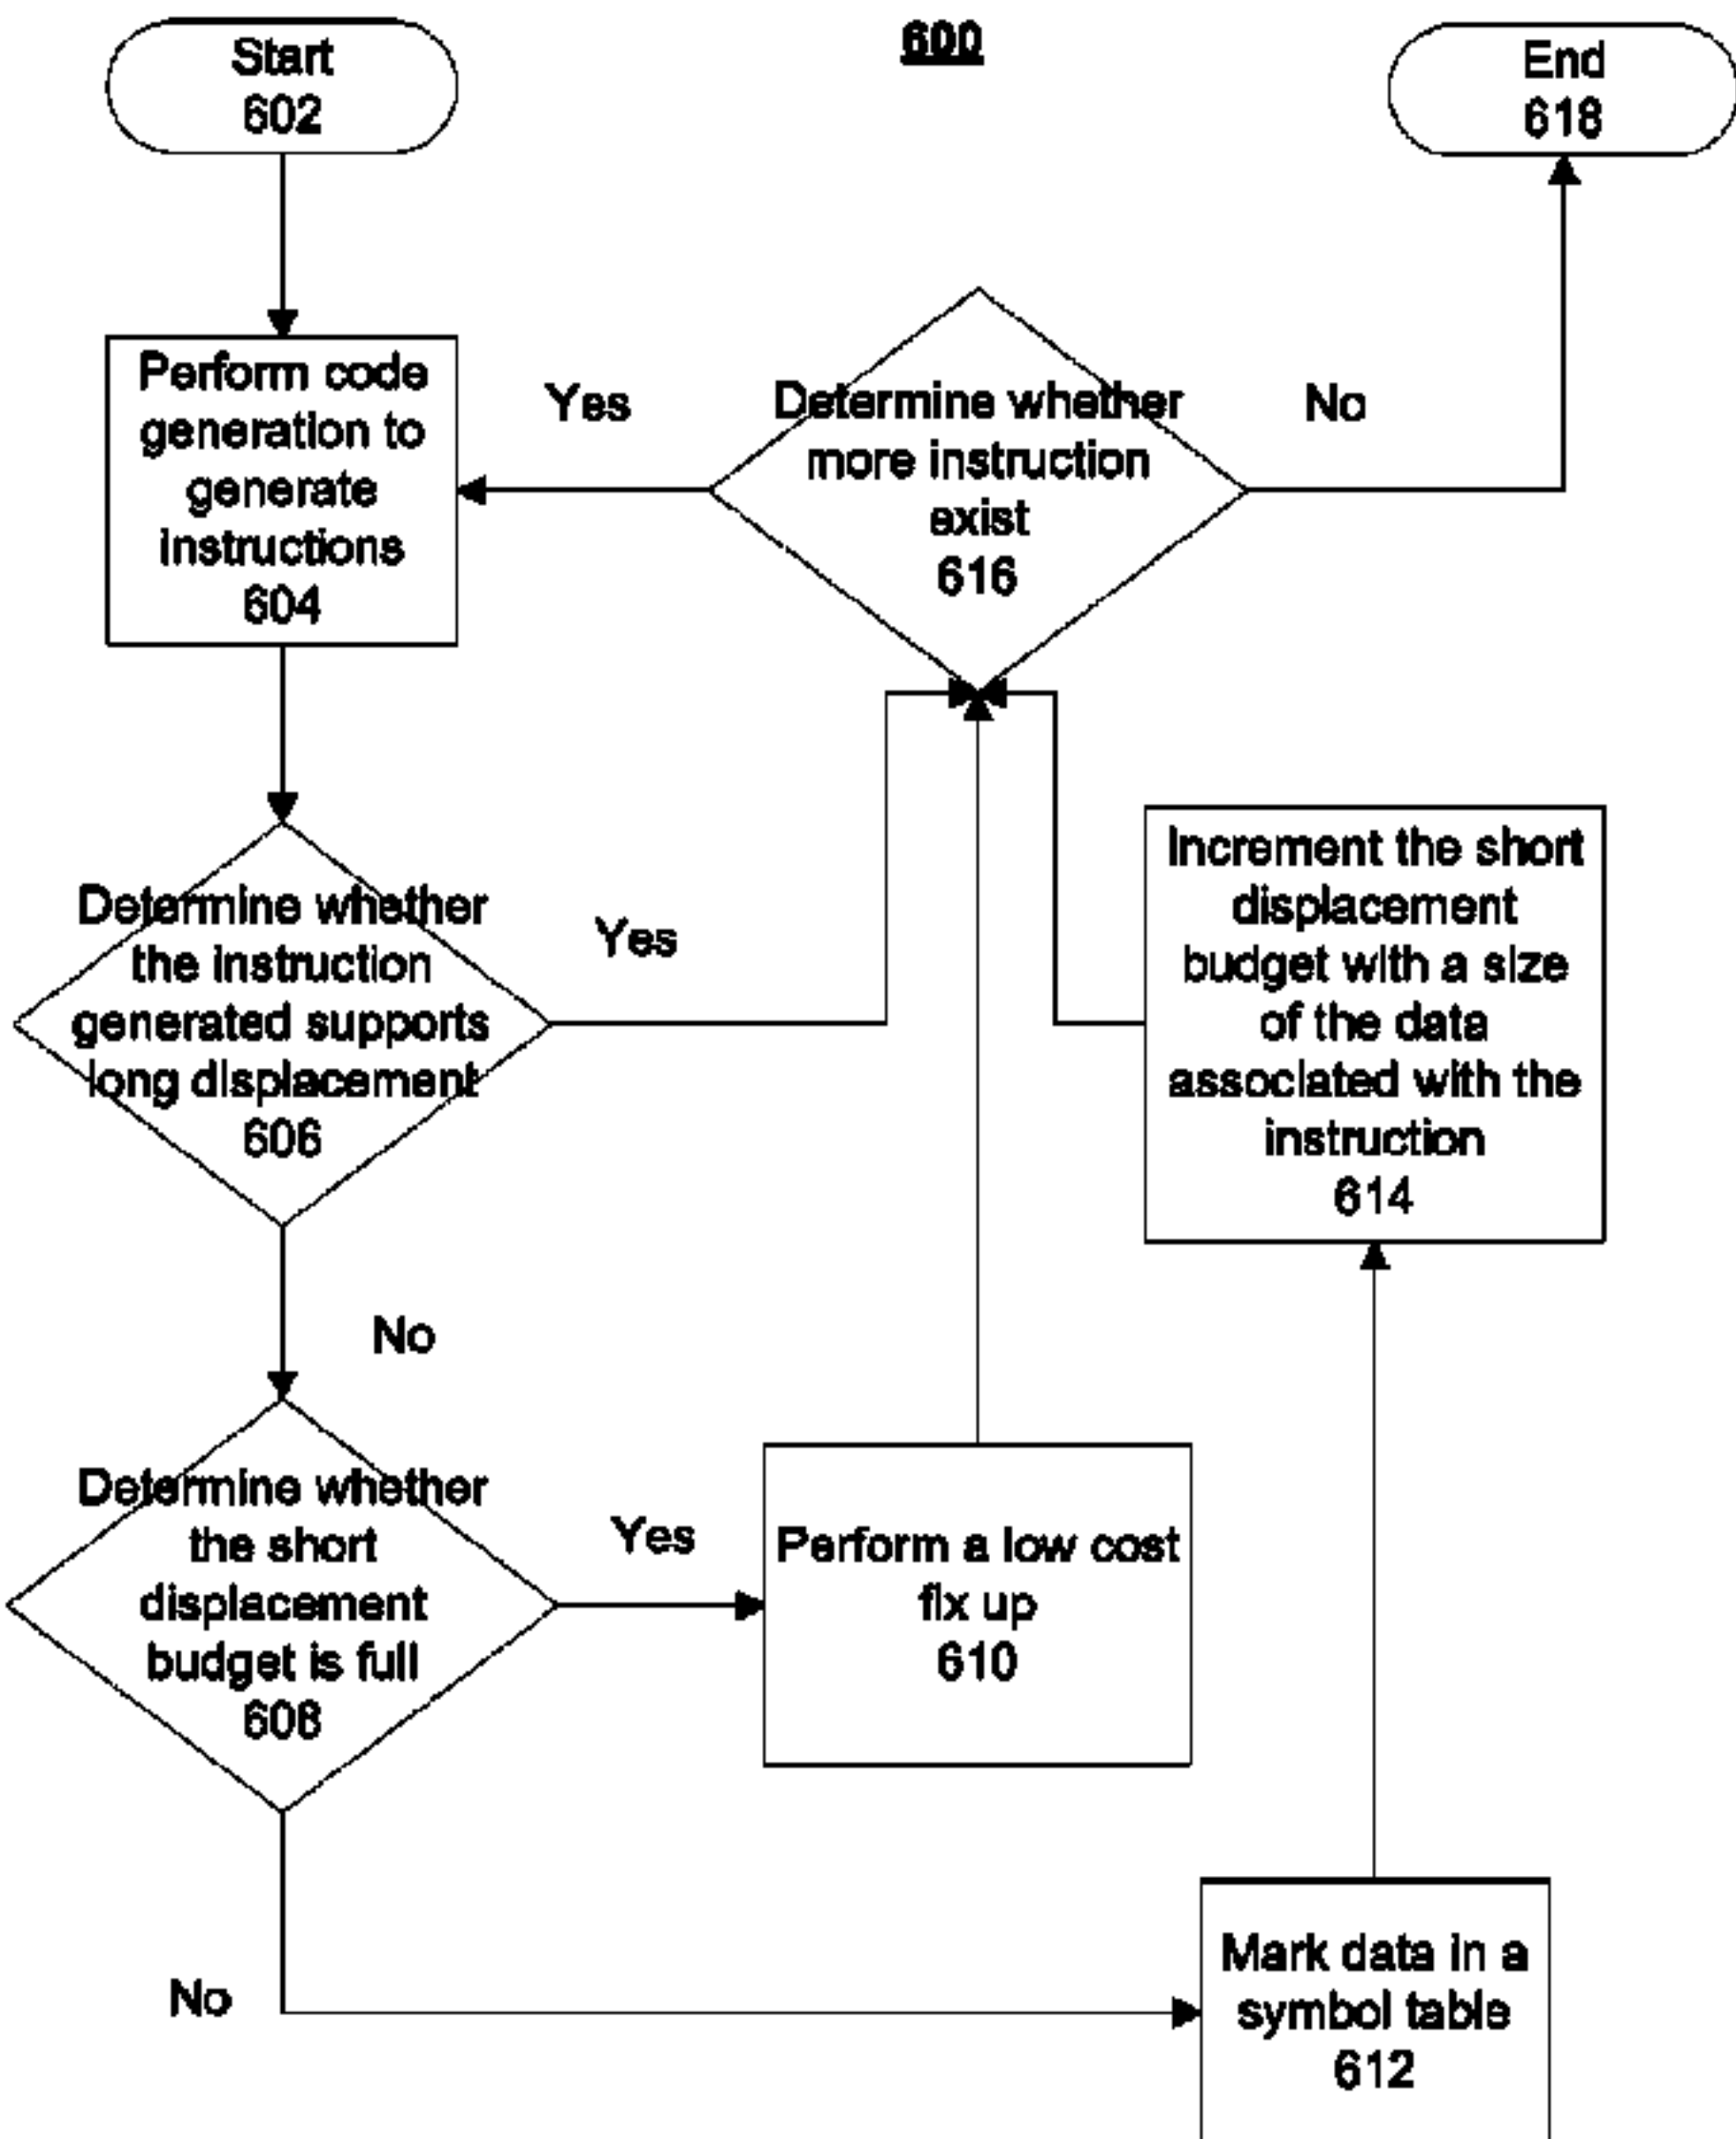 600
Start
602
End
618
Perform code
generation to
generate
instructions
604
Yes
Determine whether
more instruction
exist
616
No
Determine whether
the instruction
generated supports
long displacement
606
Yes
Increment the short
displacement
budget with a size
of the data
associated with the
instruction
614
No
Determine whether
the short
displacement
budget is full
608
Yes
Perform a low cost
fix up
610
No
Mark data in a
symbol table
612